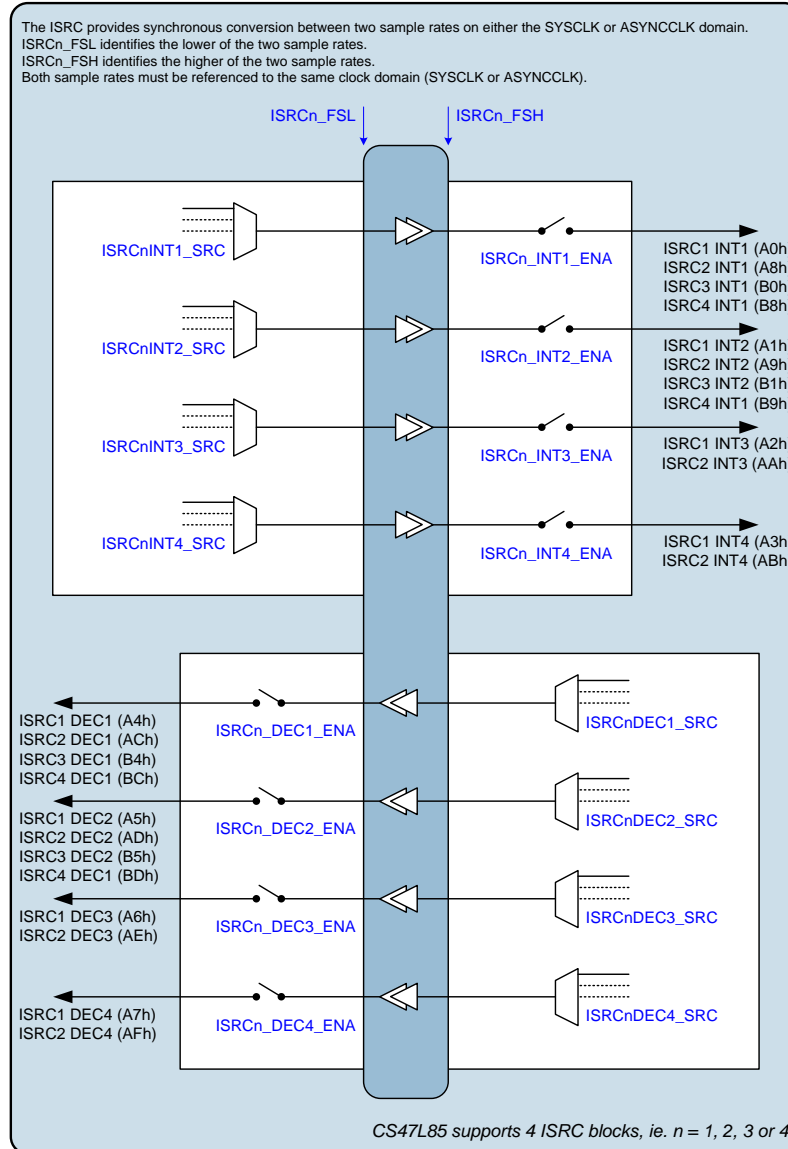 The ISRC provides synchronous conversion between two sample rates on either the SYSCLK or ASYNCCLK domain.
ISRCn_FSL identifies the lower of the two sample rates.
ISRCn_FSH identifies the higher of the two sample rates.
Both sample rates must be referenced to the same clock domain (SYSCLK or ASYNCCLK).
ISRCn_FSL
ISRCn_FSH
ISRCnINT1_SRC
ISRCn_INT1_ENA
ISRC1 INT1 (A0h
ISRC2 INT1 (A8h
ISRC3 INT1 (B0h
ISRC4 INT1 (B8h
ISRCnINT2_SRC
ISRCn_INT2_ENA
ISRC1 INT2 (A1h
ISRC2 INT2 (A9h
ISRC3 INT2 (B1h
ISRC4 INT1 (B9h
ISRCnINT3_SRC
ISRCn_INT3_ENA
ISRC1 INT3 (A2h
ISRC2 INT3 (AAh
ISRCnINT4_SRC
ISRCn_INT4_ENA
ISRC1 INT4 (A3h
ISRC2 INT4 (ABh
ISRC1 DEC1 (A4h)
ISRC2 DEC1 (ACh)
ISRC3 DEC1 (B4h)
ISRC4 DEC1 (BCh)
ISRCn_DEC1_ENA
ISRCnDEC1_SRC
ISRC1 DEC2 (A5h)
ISRC2 DEC2 (ADh)
ISRC3 DEC2 (B5h)
ISRC4 DEC1 (BDh)
ISRCn_DEC2_ENA
ISRCnDEC2_SRC
ISRC1 DEC3 (A6h)
ISRC2 DEC3 (AEh)
ISRCn_DEC3_ENA
ISRCnDEC3_SRC
ISRC1 DEC4 (A7h)
ISRC2 DEC4 (AFh)
ISRCn_DEC4_ENA
ISRCnDEC4_SRC
CS47L85 supports 4 ISRC blocks, ie. n = 1, 2, 3 or 4